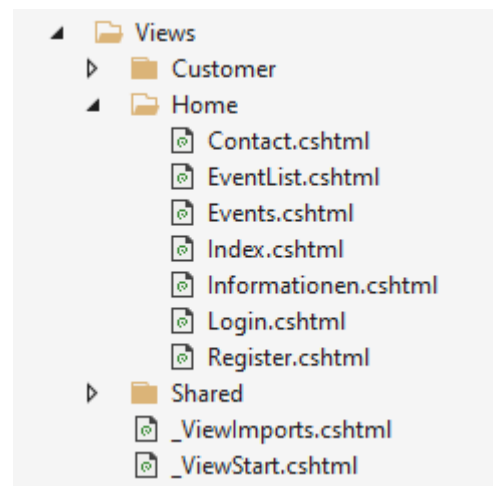 Views
Customer
Home
Contact.cshtml
EventList.cshtml
Events.cshtml
Index.cshtml
Informationen.cshtml
Login.cshtml
Register.cshtml
Shared
_ViewImports.cshtml
_ViewStart.cshtml